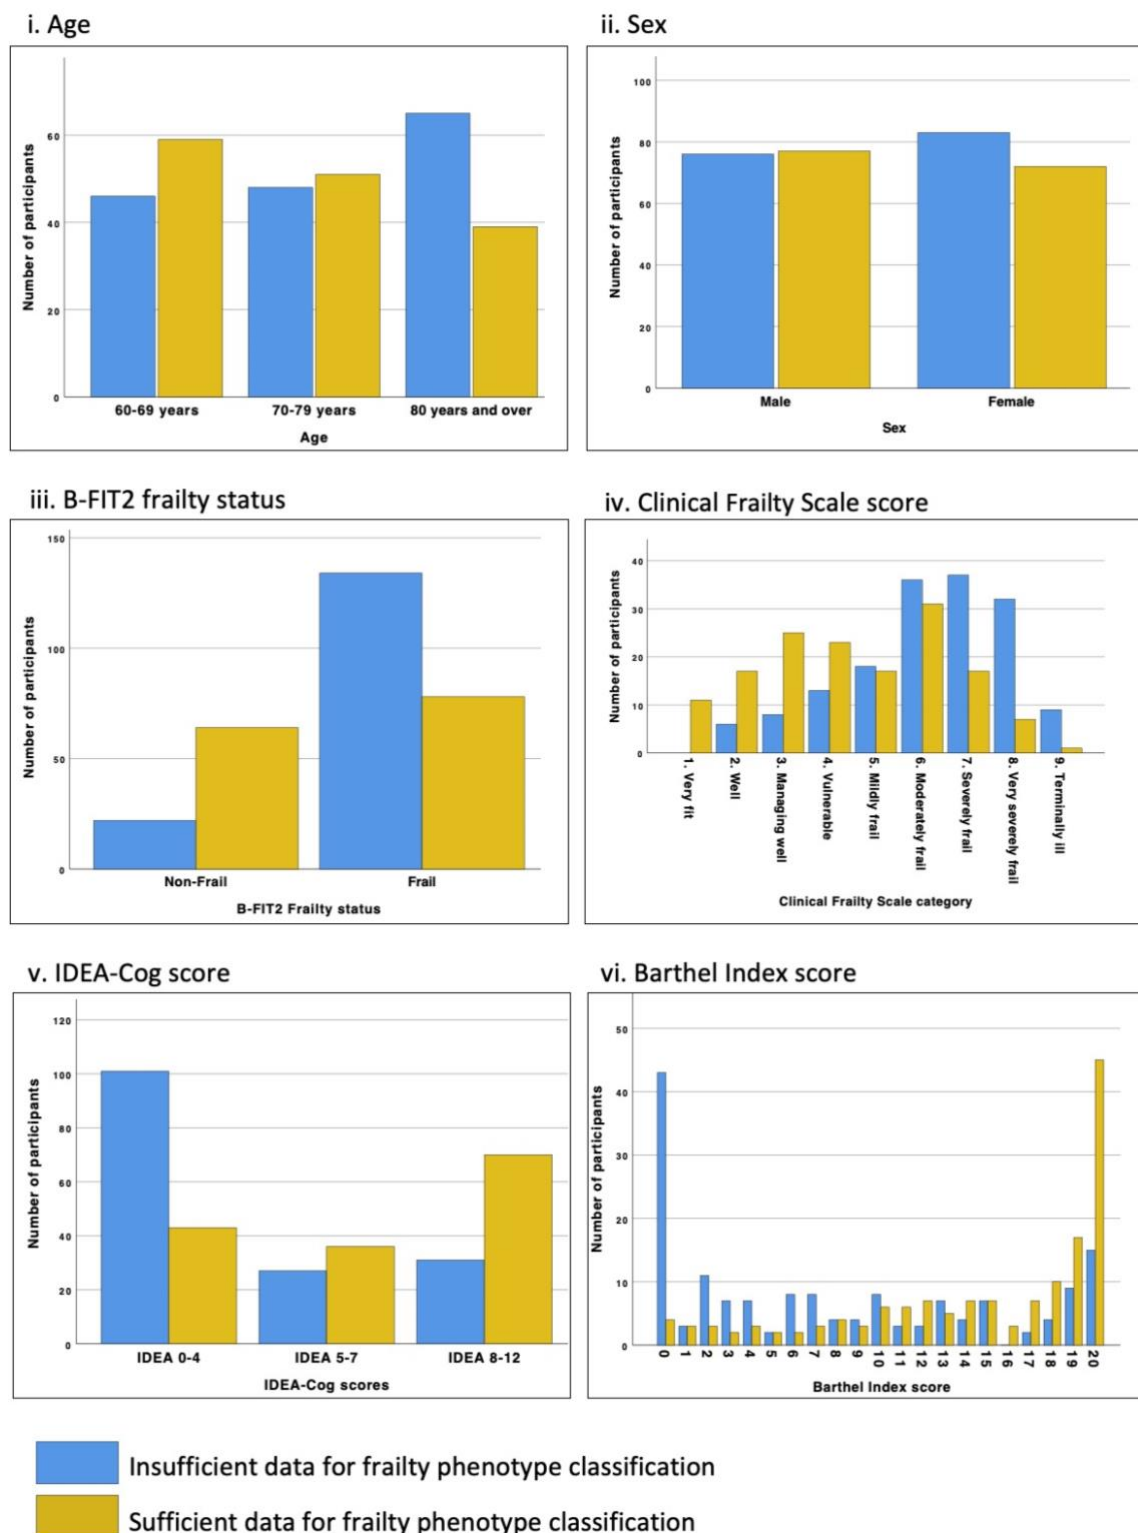 i. Age
Number of participants
60
40
20
0
60-69 years
70-79 years
80 years and over
Age
ii. Sex
Number of participants
100
80
60
40
20
0
Male
Female
Sex
iii. B-FIT2 frailty status
Number of participants
150
100
50
0
Non-Frail
Frail
B-FIT2 Frailty status
iv. Clinical Frailty Scale score
Number of participants
40
30
20
10
0
1. Very fit
2. Well
3. Managing well
4. Vulnerable
5. Mildly frail
6. Moderately frail
7. Severely frail
8. Very severely frail
9. Terminally ill
Clinical Frailty Scale category
v. IDEA-Cog score
Number of participants
120
100
80
60
40
20
0
IDEA 0-4
IDEA 5-7
IDEA 8-12
IDEA-Cog scores
vi. Barthel Index score
Number of participants
50
40
30
20
10
0
0
1
2
3
4
5
6
7
8
9
10
11
12
13
14
15
16
17
18
19
20
Barthel Index score
Insufficient data for frailty phenotype classification
Sufficient data for frailty phenotype classification